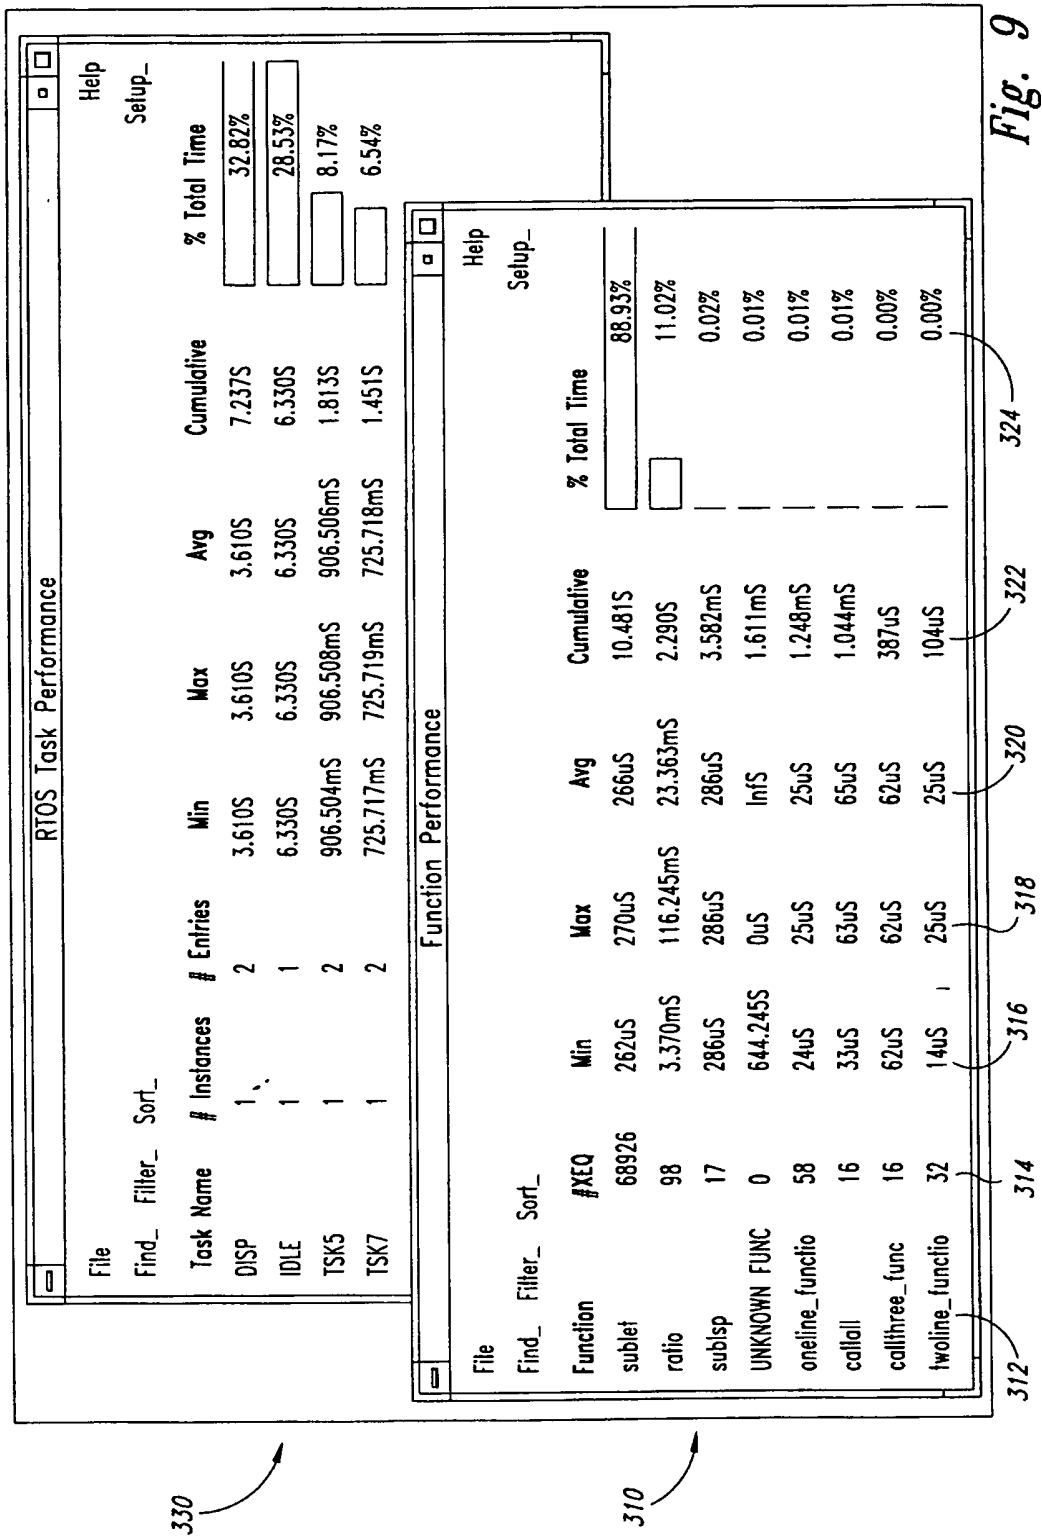 RTOS Task Performance
File Help
Find_ Filter_ Sort_ Setup_
Task Name # Instances # Entries Min Max Avg Cumulative % Total Time
DISP 1 2 3.610S 3.610S 3.610S 7.237S 32.82%
IDLE 1 1 6.330S 6.330S 6.330S 6.330S 28.53%
TSK5 1 2 906.504mS 906.508mS 906.506mS 1.813S 8.17%
TSK7 1 2 725.717mS 725.719mS 725.718mS 1.451S 6.54%
Function Performance
File Help
Find_ Filter_ Sort_ Setup_
Function #XEQ Min Max Avg Cumulative % Total Time
sublet 68926 262uS 270uS 266uS 10.481S 88.93%
ratio 98 3.370mS 116.245mS 23.363mS 2.290S 11.02%
sublsp 17 286uS 286uS 286uS 3.582mS 0.02%
UNKNOWN FUNC 0 644.245S 0uS InfS 1.611mS 0.01%
oneline_functio 58 24uS 25uS 25uS 1.248mS 0.01%
callall 16 33uS 63uS 65uS 1.044mS 0.01%
callthree_func 16 62uS 62uS 62uS 387uS 0.00%
twoline_functio 32 14uS 25uS 25uS 104uS 0.00%
312 314 316 318 320 322 324
330
310
Fig. 9